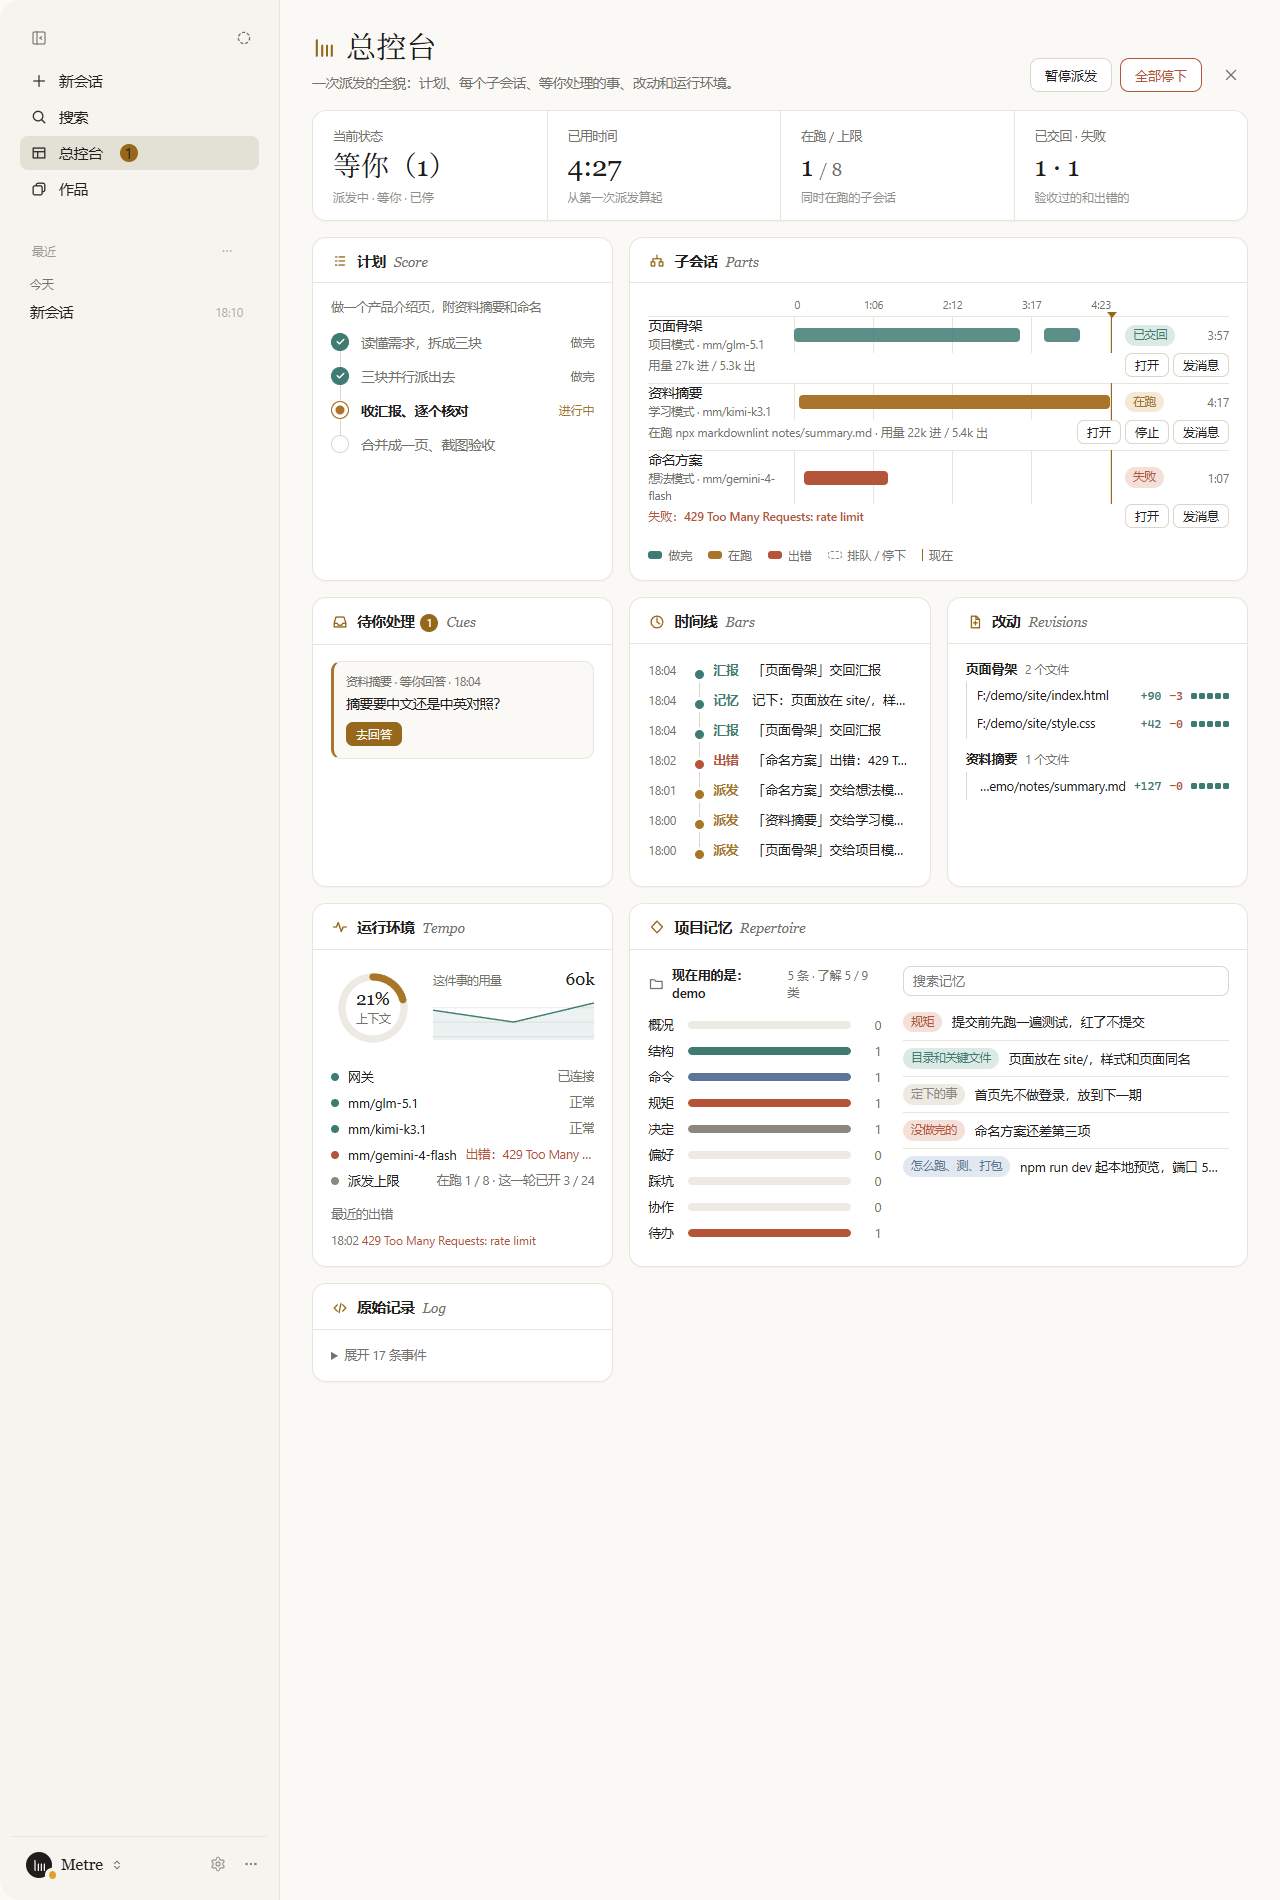 新会话
搜索
总控台 1
作品
最近 ···
今天
新会话 18:10
Metre
总控台
一次派发的全貌：计划、每个子会话、等你处理的事、改动和运行环境。
暂停派发 全部停下
当前状态
等你（1）
派发中 · 等你 · 已停
已用时间
4:27
从第一次派发算起
在跑 / 上限
1 / 8
同时在跑的子会话
已交回 · 失败
1 · 1
验收过的和出错的
计划 Score
做一个产品介绍页，附资料摘要和命名
读懂需求，拆成三块 做完
三块并行派出去 做完
收汇报、逐个核对 进行中
合并成一页、截图验收
子会话 Parts
0 1:06 2:12 3:17 4:23
页面骨架
项目模式 · mm/glm-5.1
已交回 3:57
用量 27k 进 / 5.3k 出
打开 发消息
资料摘要
学习模式 · mm/kimi-k3.1
在跑 4:17
在跑 npx markdownlint notes/summary.md · 用量 22k 进 / 5.4k 出
打开 停止 发消息
命名方案
想法模式 · mm/gemini-4-
flash
失败 1:07
失败：429 Too Many Requests: rate limit
打开 发消息
做完 在跑 出错 排队 / 停下 现在
待你处理 1 Cues
资料摘要 · 等你回答 · 18:04
摘要要中文还是中英对照？
去回答
时间线 Bars
18:04 汇报 「页面骨架」交回汇报
18:04 记忆 记下：页面放在 site/，样...
18:04 汇报 「页面骨架」交回汇报
18:02 出错 「命名方案」出错：429 T...
18:01 派发 「命名方案」交给想法模...
18:00 派发 「资料摘要」交给学习模...
18:00 派发 「页面骨架」交给项目模...
改动 Revisions
页面骨架 2 个文件
F:/demo/site/index.html +90 −3
F:/demo/site/style.css +42 −0
资料摘要 1 个文件
...emo/notes/summary.md +127 −0
运行环境 Tempo
21%
上下文
这件事的用量 60k
网关 已连接
mm/glm-5.1 正常
mm/kimi-k3.1 正常
mm/gemini-4-flash 出错：429 Too Many ...
派发上限 在跑 1 / 8 · 这一轮已开 3 / 24
最近的出错
18:02 429 Too Many Requests: rate limit
项目记忆 Repertoire
现在用的是：
demo
5 条 · 了解 5 / 9
类
概况 0
结构 1
命令 1
规矩 1
决定 1
偏好 0
踩坑 0
协作 0
待办 1
搜索记忆
规矩 提交前先跑一遍测试，红了不提交
目录和关键文件 页面放在 site/，样式和页面同名
定下的事 首页先不做登录，放到下一期
没做完的 命名方案还差第三项
怎么跑、测、打包 npm run dev 起本地预览，端口 5...
原始记录 Log
展开 17 条事件